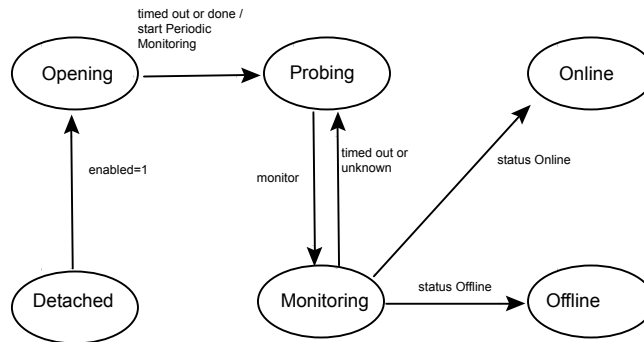 timed out or done /
start Periodic
Monitoring
Opening
Probing
Online
enabled=1
monitor
timed out or
unknown
status Online
Detached
Monitoring
status Offline
Offline